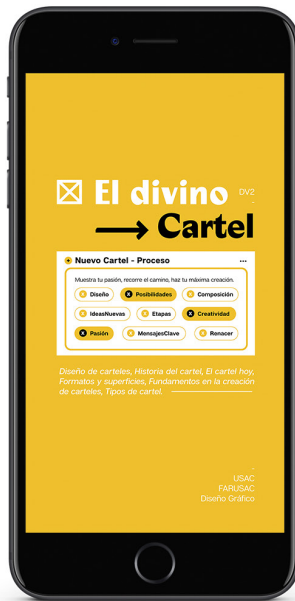 El divino DV2
-
Cartel
Nuevo Cartel - Proceso
Muestra tu pasión, recorre el camino, haz tu máxima creación.
x Diseño x Posibilidades x Composición
x IdeasNuevas x Etapas x Creatividad
x Pasión x MensajesClave x Renacer
Diseño de carteles, Historia del cartel, El cartel hoy,
Formatos y superficies, Fundamentos en la creación
de carteles, Tipos de cartel.
-
USAC
FARUSAC
Diseño Gráfico